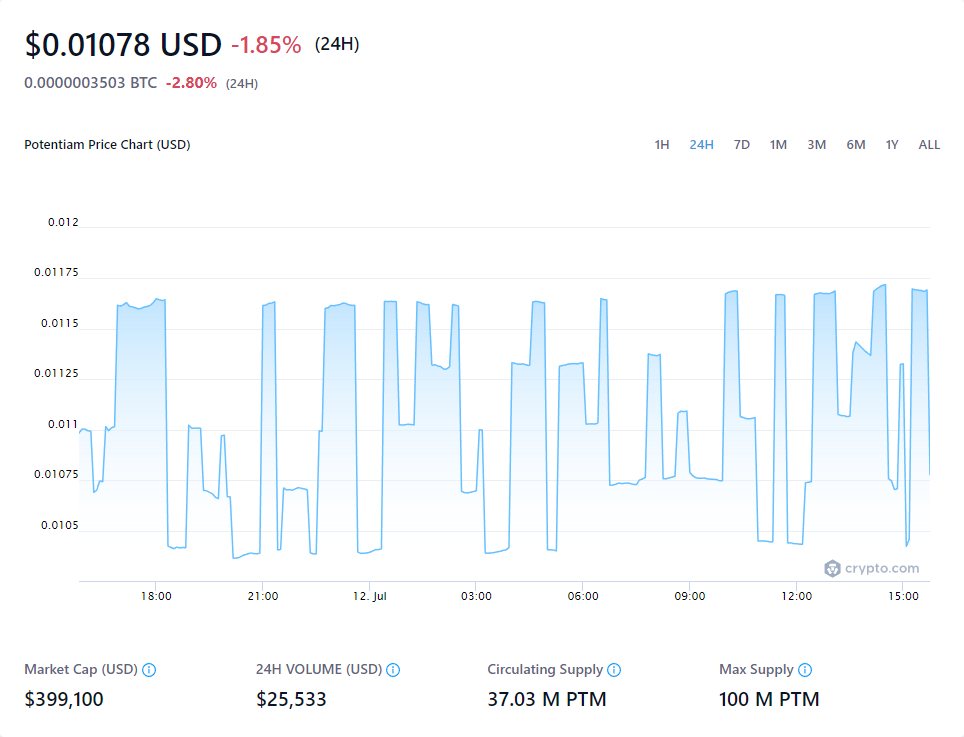 $0.01078 USD -1.85% (24H)
0.0000003503 BTC -2.80% (24H)
Potentiam Price Chart (USD) 1H 24H 7D 1M 3M 6M 1Y ALL
0.012
0.01175
0.0115
0.01125
0.011
0.01075
0.0105
crypto.com
18:00 21:00 12. Jul 03:00 06:00 09:00 12:00 15:00
Market Cap (USD) 24H VOLUME (USD) Circulating Supply Max Supply
$399,100 $25,533 37.03 M PTM 100 M PTM